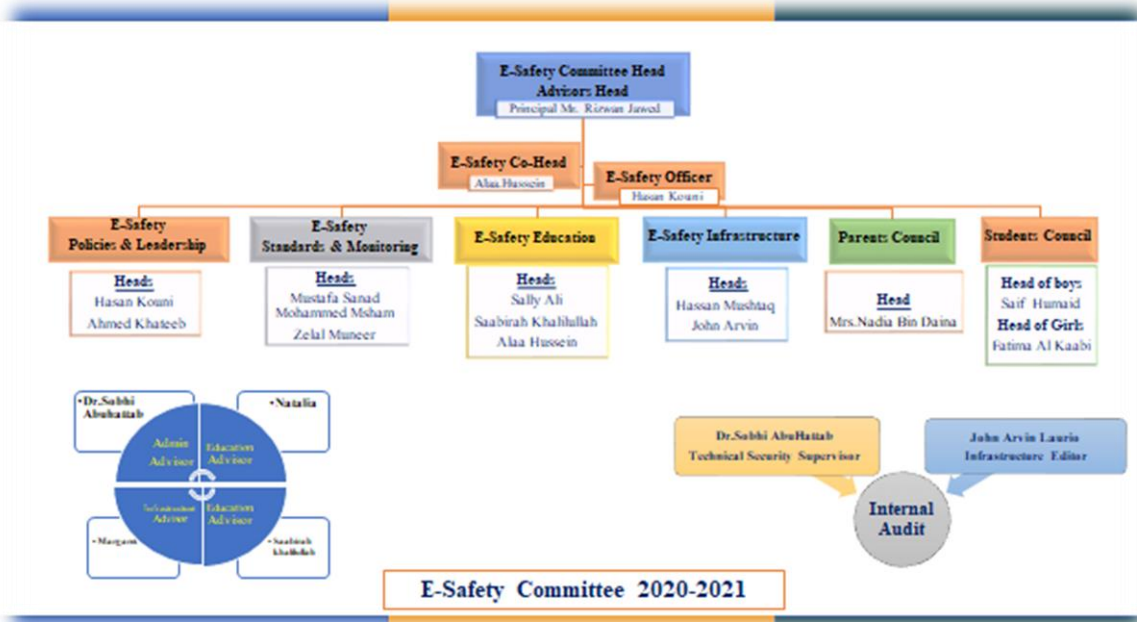 E-Safety Committee Head
Advisors Head
Principal Mr. Rizwan Jawed
E-Safety Co-Head
Alaa Hussein
E-Safety Officer
Hasan Kouni
E-Safety
Policies & Leadership
Heads
Hasan Kouni
Ahmed Khateeb
E-Safety
Standards & Monitoring
Heads
Mustafa Sanad
Mohammed Msham
Zelal Muneer
E-Safety Education
Heads
Sally Ali
Saabirah Khalilullah
Alaa Hussein
E-Safety Infrastructure
Heads
Hassan Mushtaq
John Arvin
Parents Council
Head
Mrs.Nadia Bin Daina
Students Council
Head of boys
Saif Humaid
Head of Girls
Fatima Al Kaabi
•Dr.Sobhi
Abuhattab
•Natalia
Admin
Advisor
Education
Advisor
Infrastructure
Advisor
Education
Advisor
•Saabirah
khalilullah
Dr.Sobhi AbuHattab
Technical Security Supervisor
John Arvin Laurio
Infrastructure Editor
Internal
Audit
E-Safety Committee 2020-2021